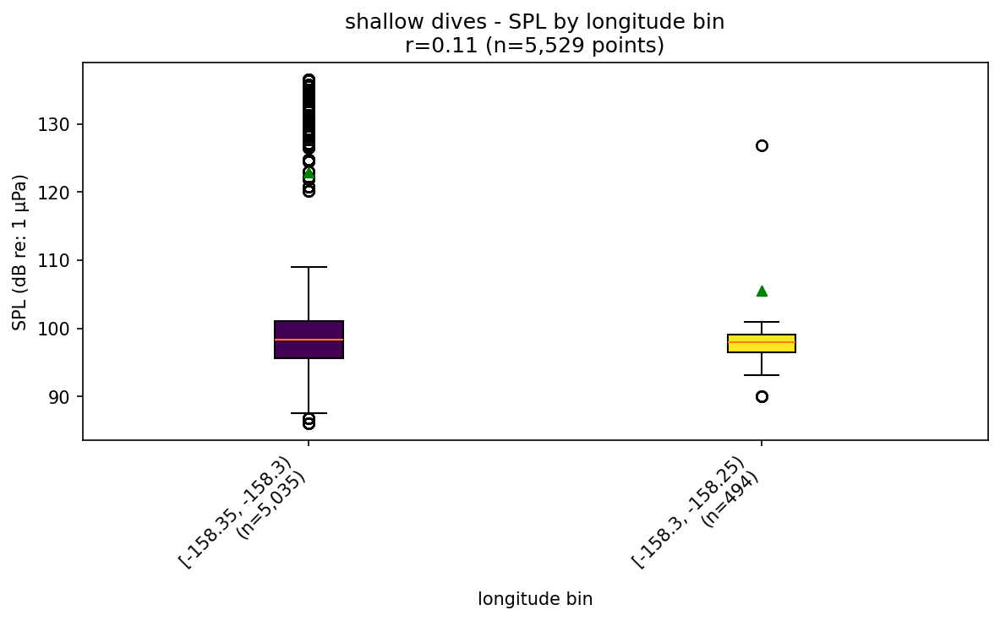 shallow dives - SPL by longitude bin
r=0.11 (n=5,529 points)
SPL (dB re: 1 µPa)
130
120
110
100
90
[-158.35, -158.3)
(n=5,035)
[-158.3, -158.25)
(n=494)
longitude bin